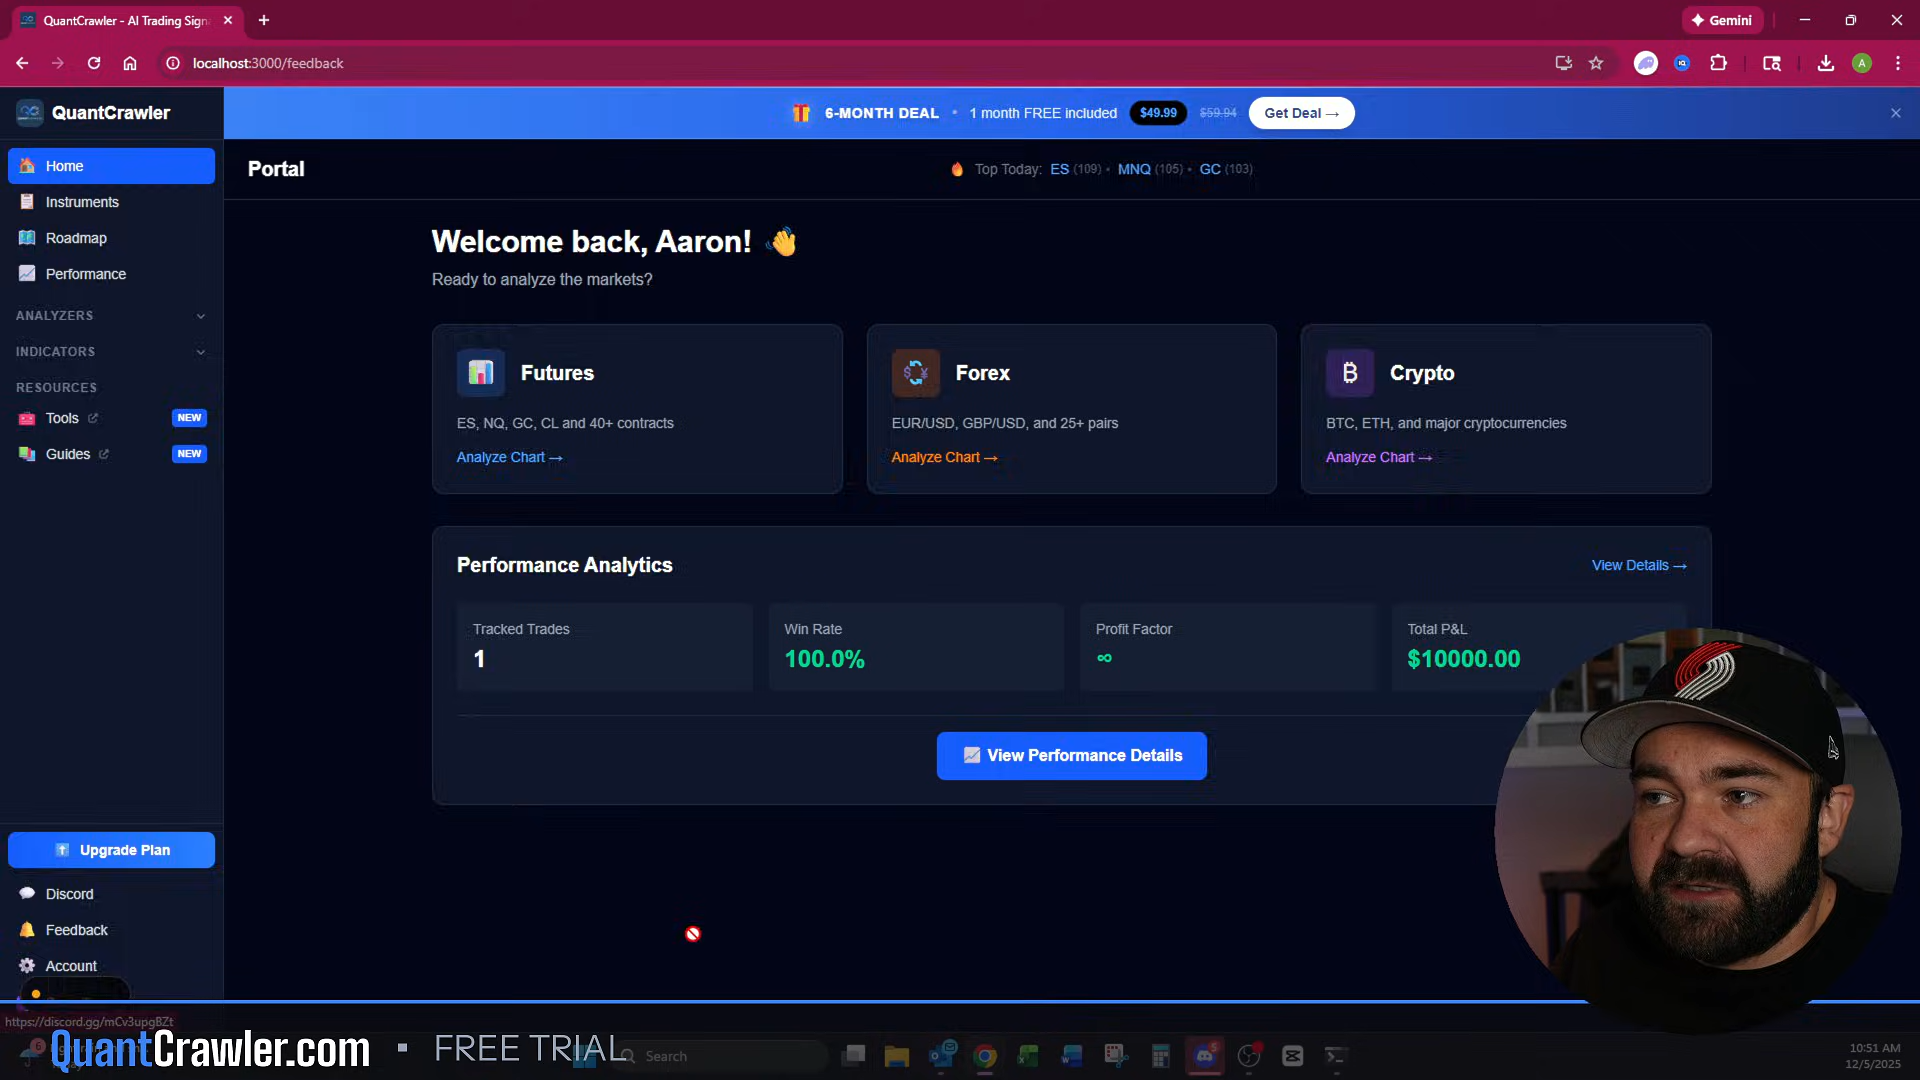 QuantCrawler - AI Trading Sign
Gemini
localhost:3000/feedback
A
QuantCrawler
6-MONTH DEAL • 1 month FREE included $49.99 $59.94 Get Deal →
Home
Portal
Top Today: ES (109) • MNQ (105) • GC (103)
Instruments
Roadmap
Performance
ANALYZERS
INDICATORS
RESOURCES
Tools NEW
Guides NEW
Welcome back, Aaron!
Ready to analyze the markets?
Futures
ES, NQ, GC, CL and 40+ contracts
Analyze Chart →
Forex
EUR/USD, GBP/USD, and 25+ pairs
Analyze Chart →
Crypto
BTC, ETH, and major cryptocurrencies
Analyze Chart →
Performance Analytics
View Details →
Tracked Trades
1
Win Rate
100.0%
Profit Factor
∞
Total P&L
$10000.00
View Performance Details
Upgrade Plan
Discord
Feedback
Account
https://discord.gg/mCv3upgBZt
QuantCrawler.com ▪ FREE TRIAL
Search
10:51 AM
12/5/2025